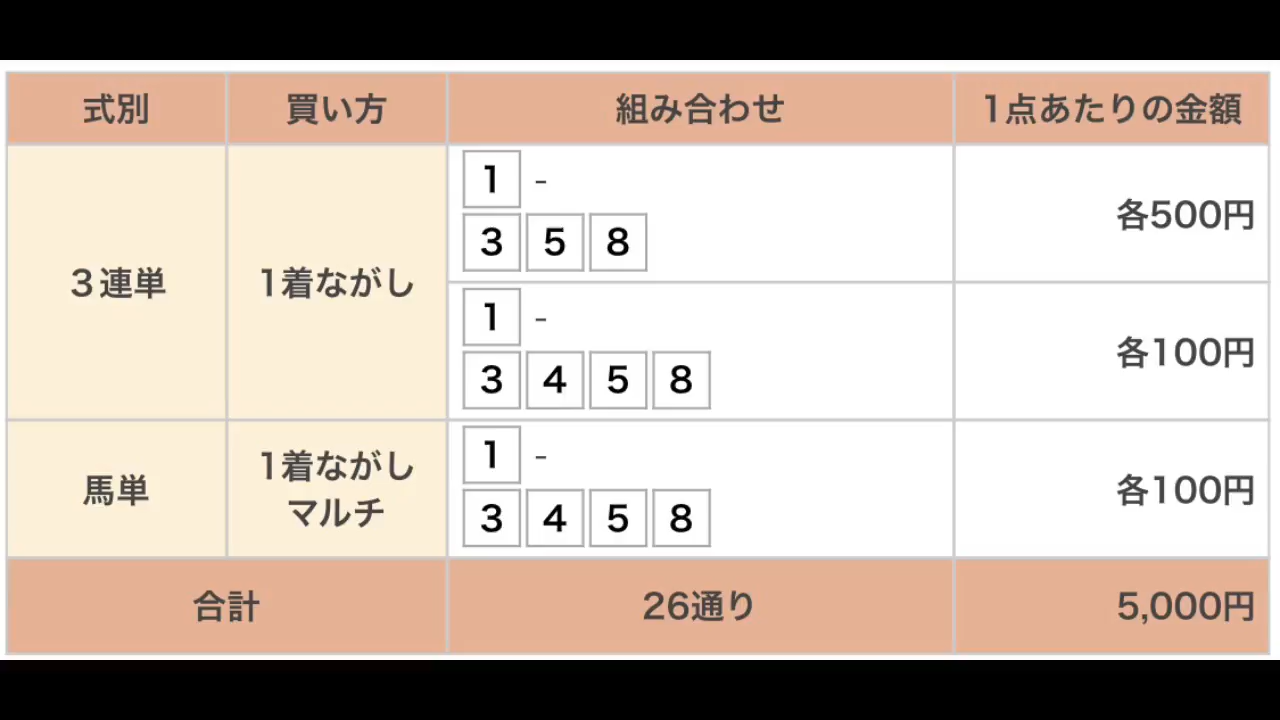 式別 買い方 組み合わせ 1点あたりの金額
３連単 1着ながし
1 -
3 5 8
各500円
1 -
3 4 5 8
各100円
馬単
1着ながし
マルチ
1 -
3 4 5 8
各100円
合計 26通り 5,000円